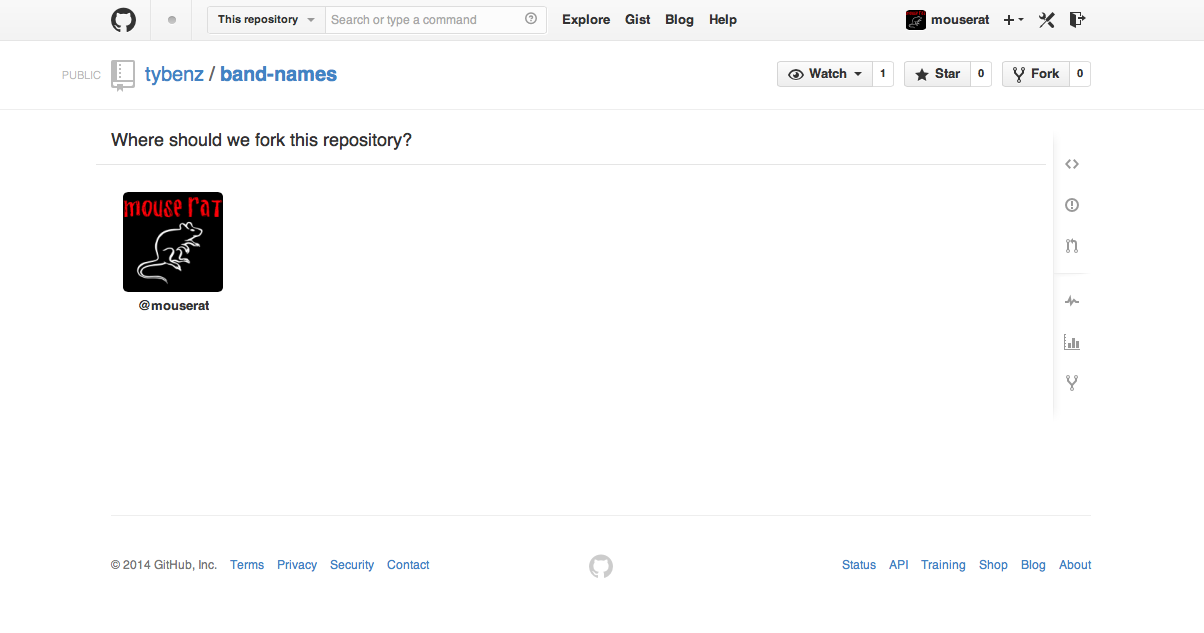 This repository Search or type a command Explore Gist Blog Help mouserat
PUBLIC tybenz / band-names Watch 1 Star 0 Fork 0
Where should we fork this repository?
mouse rat
@mouserat
© 2014 GitHub, Inc. Terms Privacy Security Contact Status API Training Shop Blog About